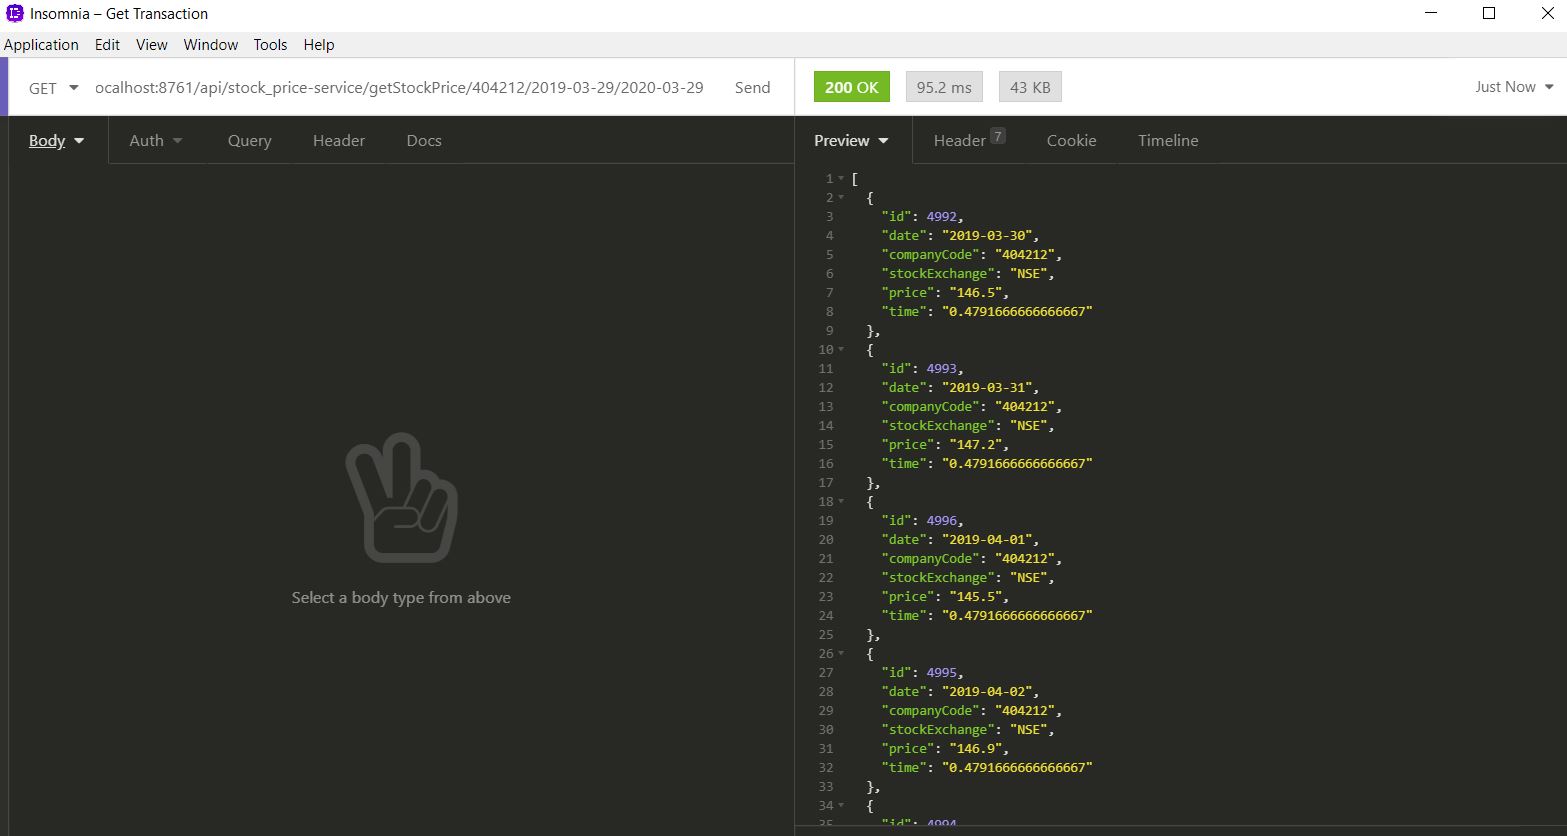 Insomnia – Get Transaction
Application Edit View Window Tools Help
GET ocalhost:8761/api/stock_price-service/getStockPrice/404212/2019-03-29/2020-03-29 Send
200 OK 95.2 ms 43 KB Just Now
Body Auth Query Header Docs
Preview Header 7 Cookie Timeline
Select a body type from above
1 [
2 {
3 "id": 4992,
4 "date": "2019-03-30",
5 "companyCode": "404212",
6 "stockExchange": "NSE",
7 "price": "146.5",
8 "time": "0.4791666666666667"
9 },
10 {
11 "id": 4993,
12 "date": "2019-03-31",
13 "companyCode": "404212",
14 "stockExchange": "NSE",
15 "price": "147.2",
16 "time": "0.4791666666666667"
17 },
18 {
19 "id": 4996,
20 "date": "2019-04-01",
21 "companyCode": "404212",
22 "stockExchange": "NSE",
23 "price": "145.5",
24 "time": "0.4791666666666667"
25 },
26 {
27 "id": 4995,
28 "date": "2019-04-02",
29 "companyCode": "404212",
30 "stockExchange": "NSE",
31 "price": "146.9",
32 "time": "0.4791666666666667"
33 },
34 {
35 "id": 4994